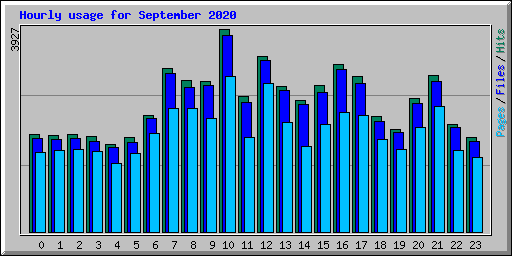 Hourly usage for September 2020
3927
Pages/Files/Hits
0 1 2 3 4 5 6 7 8 9 10 11 12 13 14 15 16 17 18 19 20 21 22 23